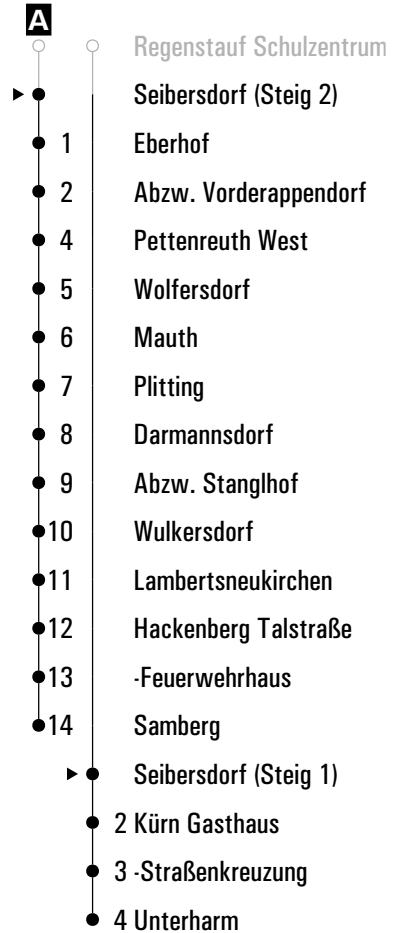 A
Regenstauf Schulzentrum
Seibersdorf (Steig 2)
1 Eberhof
2 Abzw. Vorderappendorf
4 Pettenreuth West
5 Wolfersdorf
6 Mauth
7 Plitting
8 Darmannsdorf
9 Abzw. Stanglhof
10 Wulkersdorf
11 Lambertsneukirchen
12 Hackenberg Talstraße
13 -Feuerwehrhaus
14 Samberg
Seibersdorf (Steig 1)
2 Kürn Gasthaus
3 -Straßenkreuzung
4 Unterharm